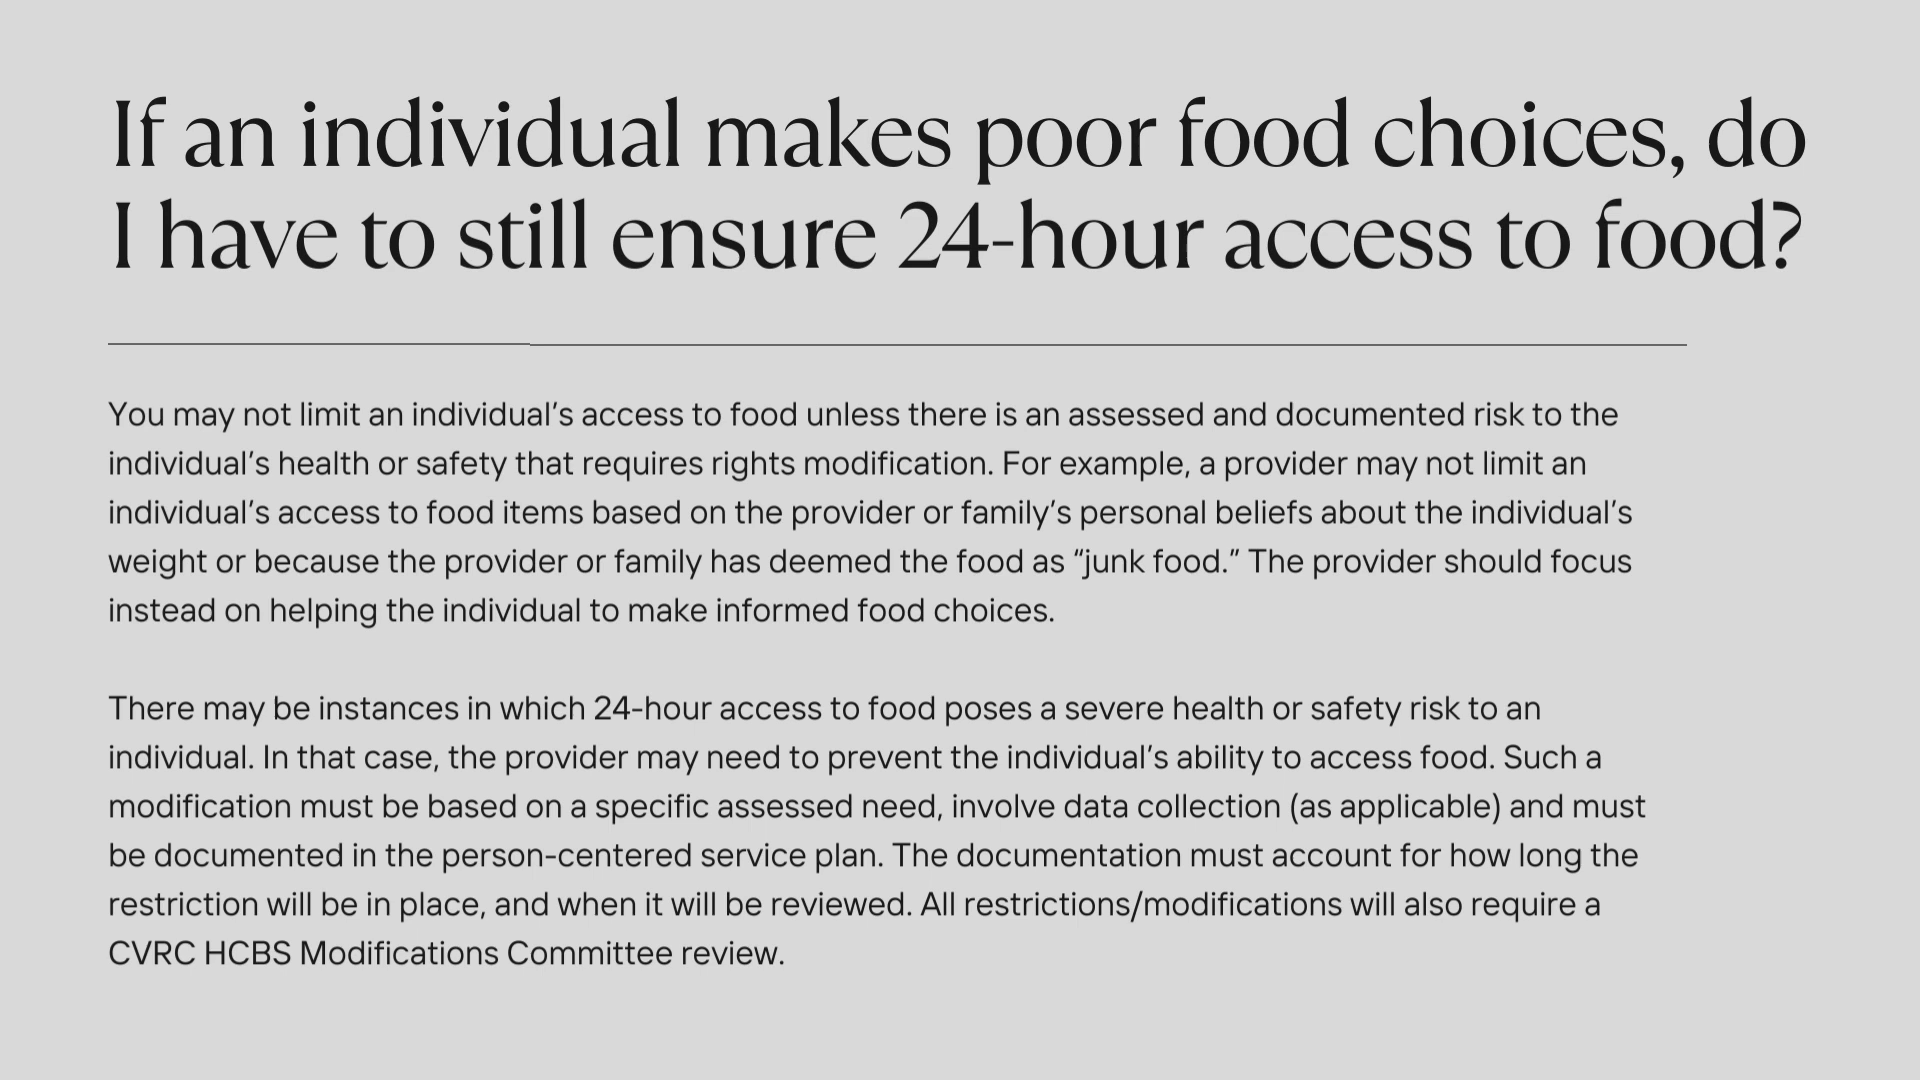 If an individual makes poor food choices, do
I have to still ensure 24-hour access to food?
You may not limit an individual’s access to food unless there is an assessed and documented risk to the
individual’s health or safety that requires rights modification. For example, a provider may not limit an
individual’s access to food items based on the provider or family’s personal beliefs about the individual’s
weight or because the provider or family has deemed the food as “junk food.” The provider should focus
instead on helping the individual to make informed food choices.
There may be instances in which 24-hour access to food poses a severe health or safety risk to an
individual. In that case, the provider may need to prevent the individual’s ability to access food. Such a
modification must be based on a specific assessed need, involve data collection (as applicable) and must
be documented in the person-centered service plan. The documentation must account for how long the
restriction will be in place, and when it will be reviewed. All restrictions/modifications will also require a
CVRC HCBS Modifications Committee review.